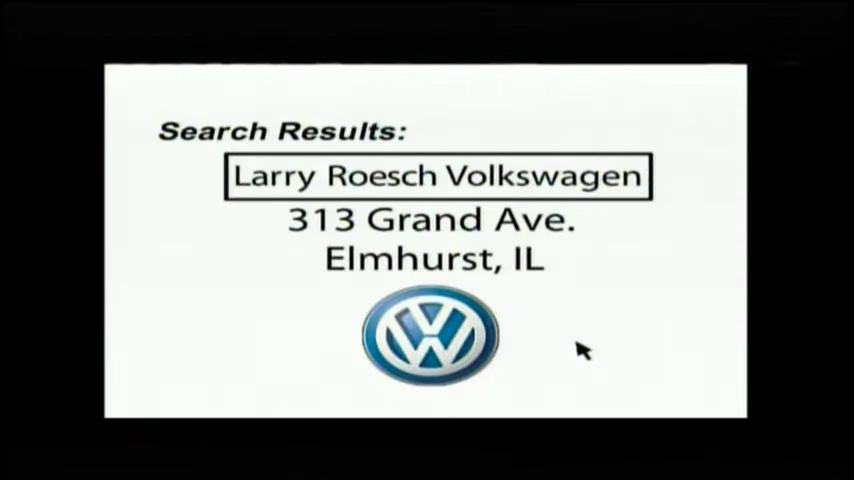 Search Results:
Larry Roesch Volkswagen
313 Grand Ave.
Elmhurst, IL